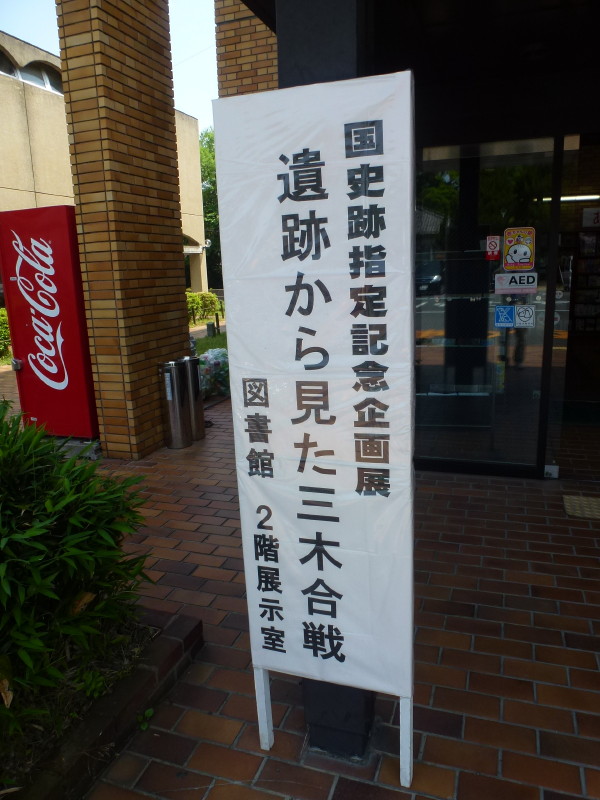 国史跡指定記念企画展
遺跡から見た三木合戦
図書館 2階展示室
Coca-Cola
AED